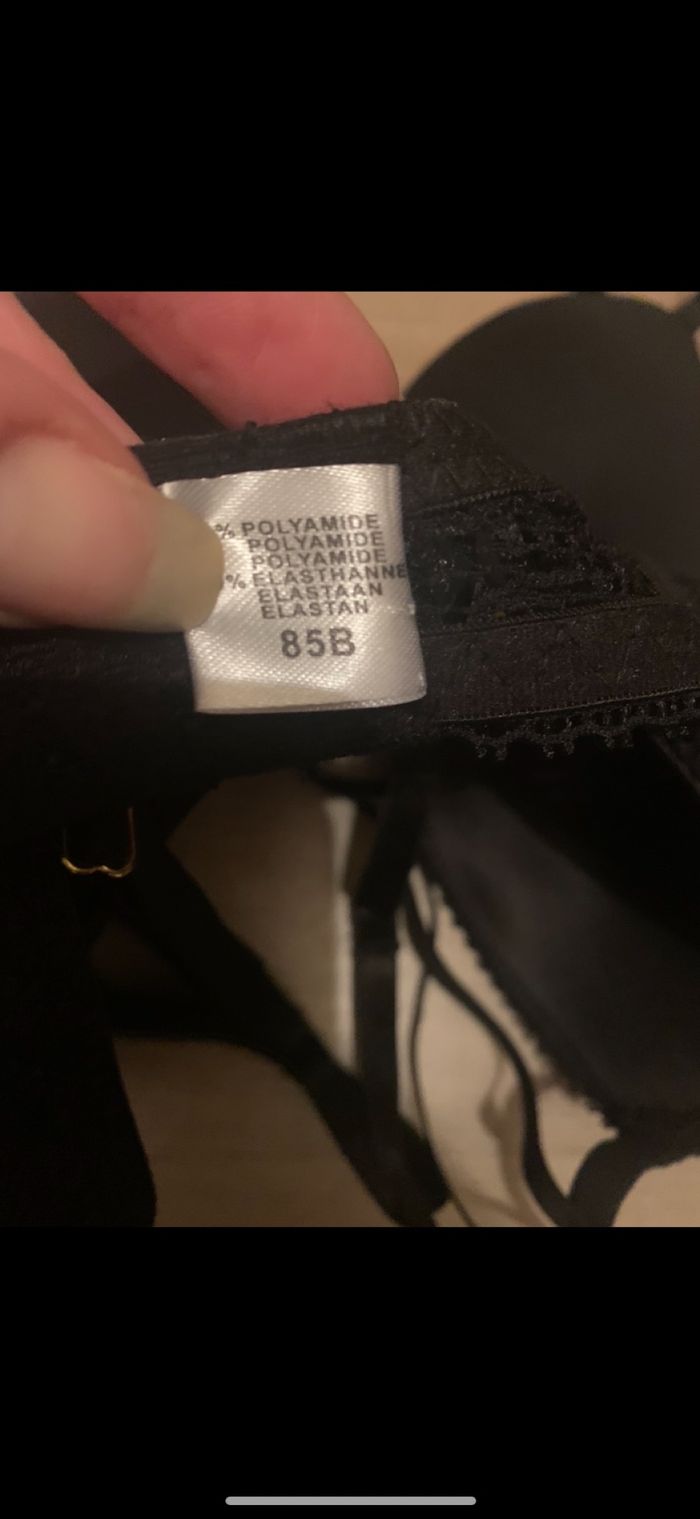 % POLYAMIDE
POLYAMIDE
POLYAMIDE
% ELASTHANNE
ELASTAAN
ELASTAN
85B